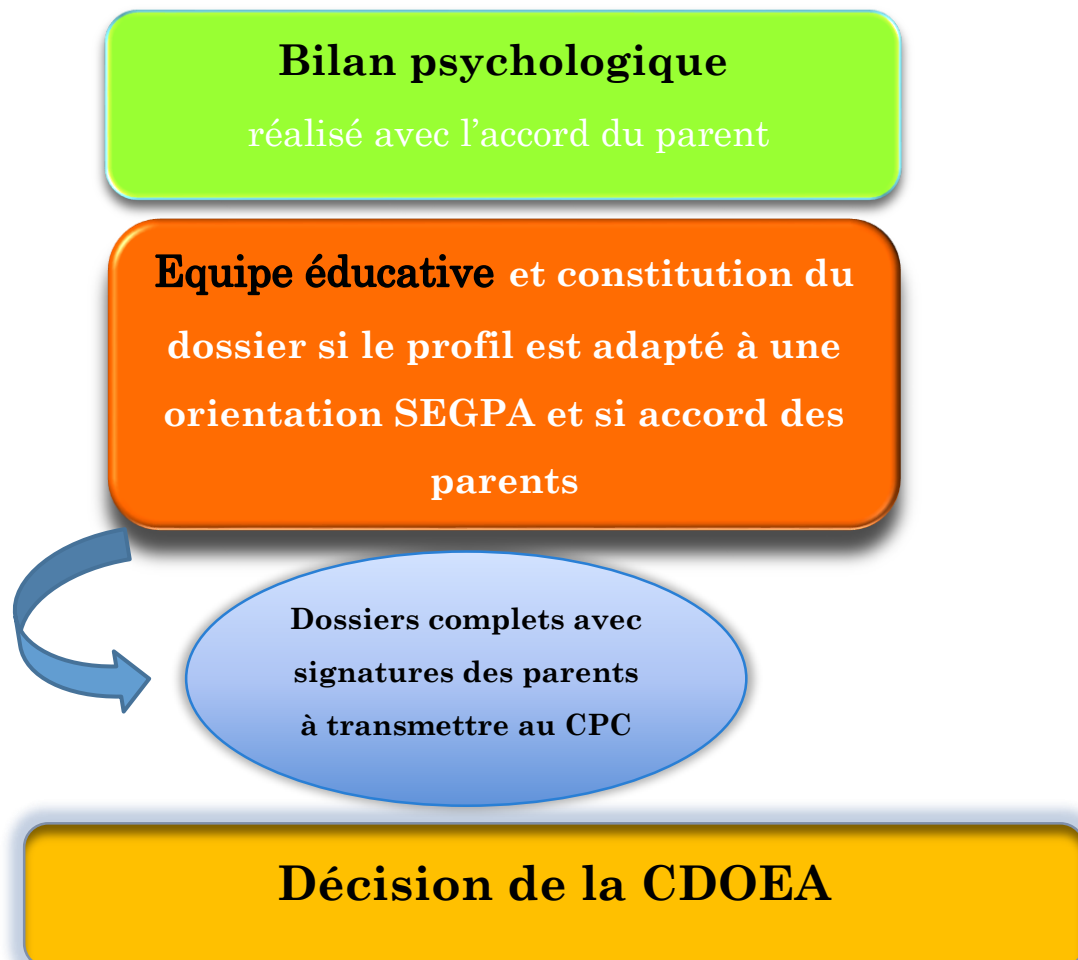 Bilan psychologique
réalisé avec l’accord du parent
Equipe éducative et constitution du
dossier si le profil est adapté à une
orientation SEGPA et si accord des
parents
Dossiers complets avec
signatures des parents
à transmettre au CPC
Décision de la CDOEA